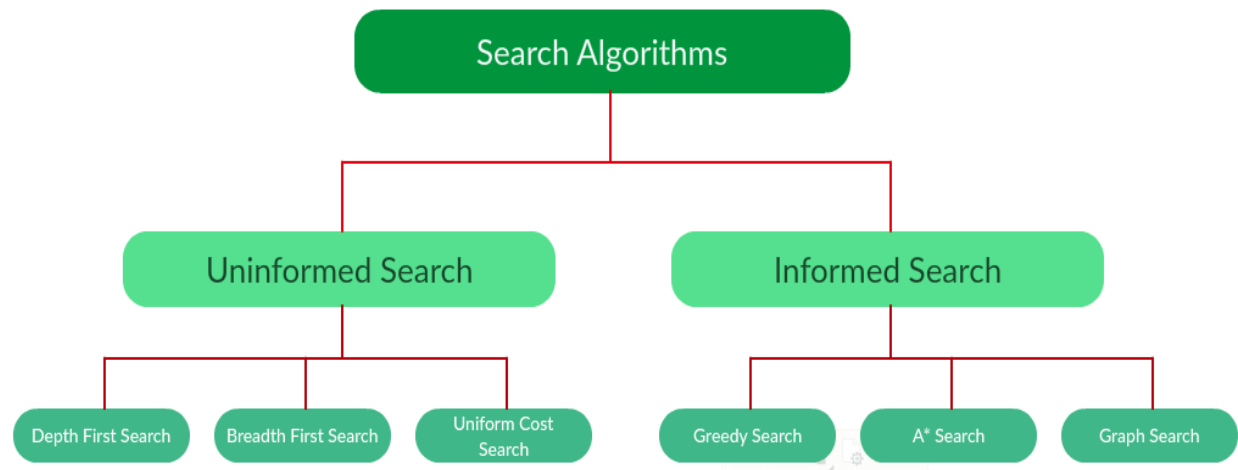 Search Algorithms
Uninformed Search
Informed Search
Depth First Search
Breadth First Search
Uniform Cost
Search
Greedy Search
A* Search
Graph Search